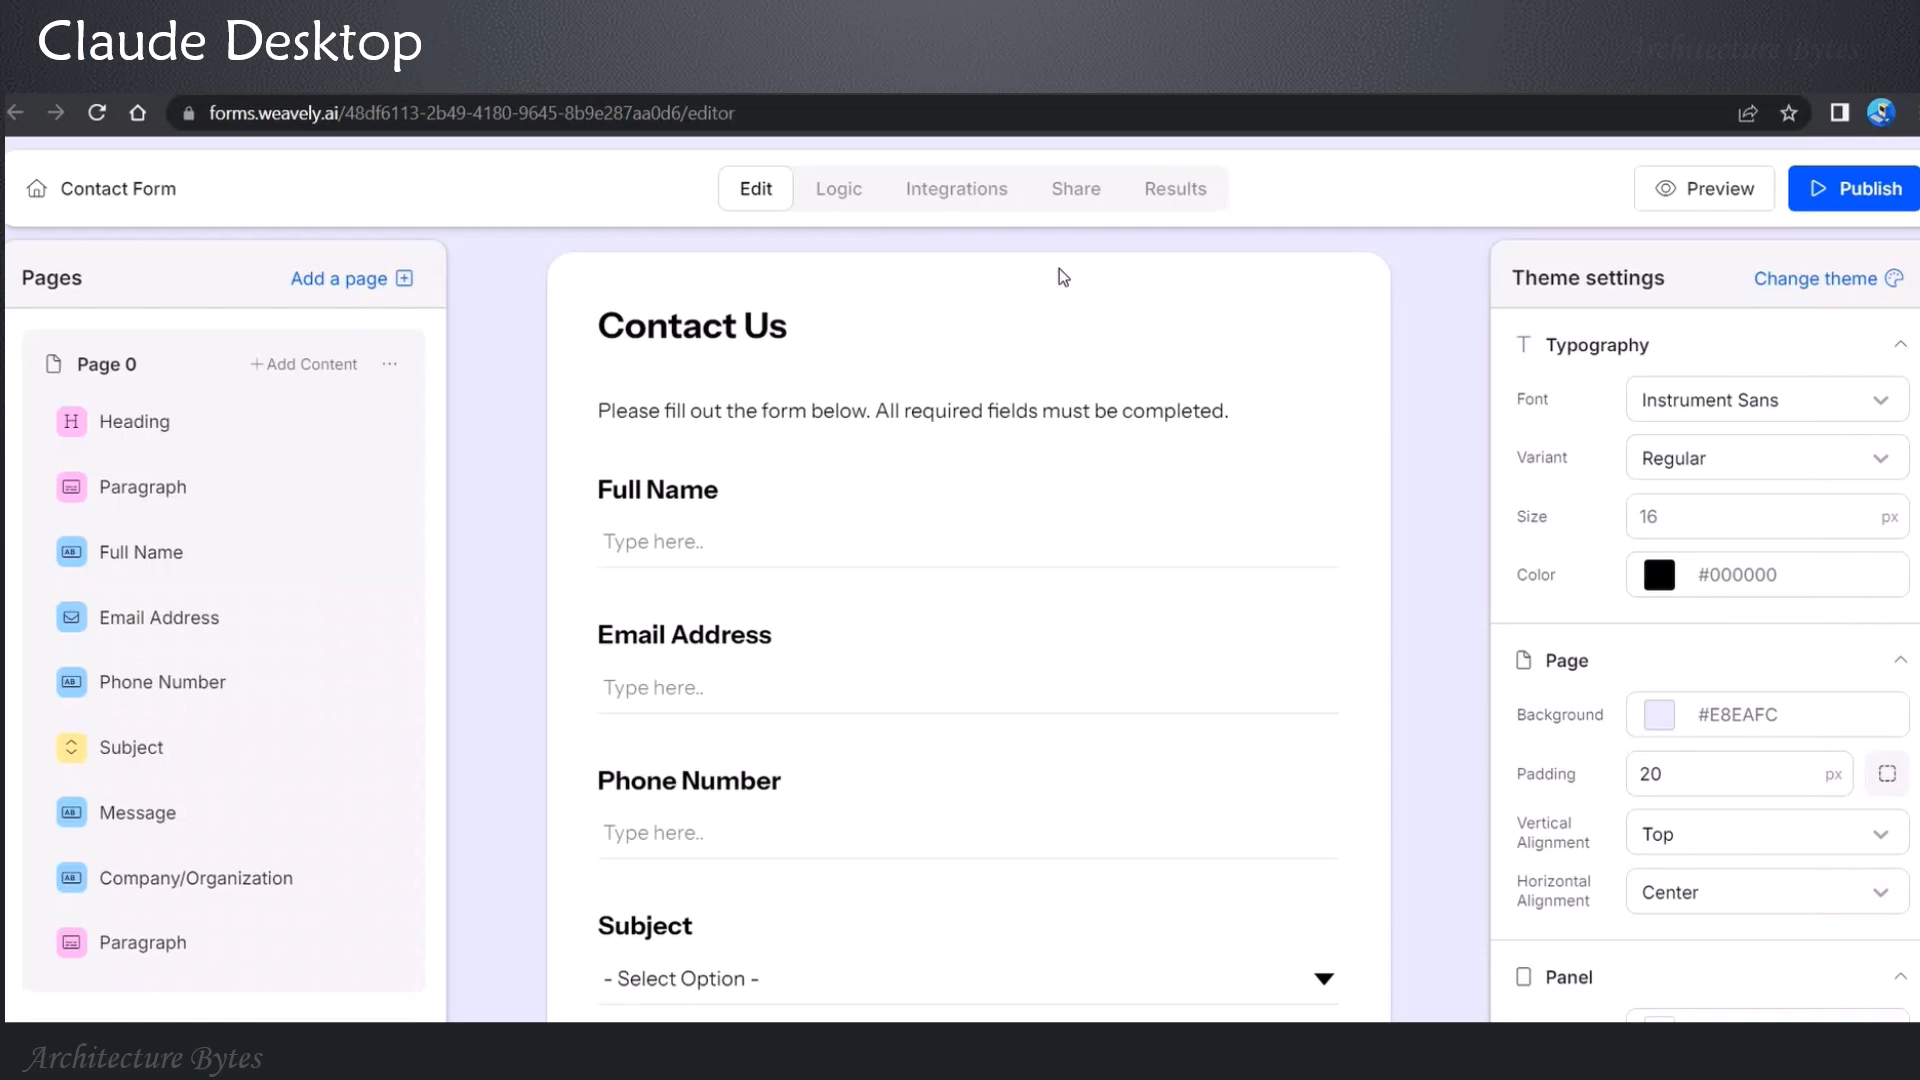 Claude Desktop
Architecture Bytes
forms.weavely.ai/48df6113-2b49-4180-9645-8b9e287aa0d6/editor
Contact Form
Edit
Logic
Integrations
Share
Results
Preview
Publish
Pages
Add a page
Page 0
Add Content
Heading
Paragraph
Full Name
Email Address
Phone Number
Subject
Message
Company/Organization
Paragraph
Contact Us
Please fill out the form below. All required fields must be completed.
Full Name
Type here..
Email Address
Type here..
Phone Number
Type here..
Subject
- Select Option -
Theme settings
Change theme
Typography
Font
Instrument Sans
Variant
Regular
Size
16 px
Color
#000000
Page
Background
#E8EAFC
Padding
20 px
Vertical
Alignment
Top
Horizontal
Alignment
Center
Panel
Architecture Bytes